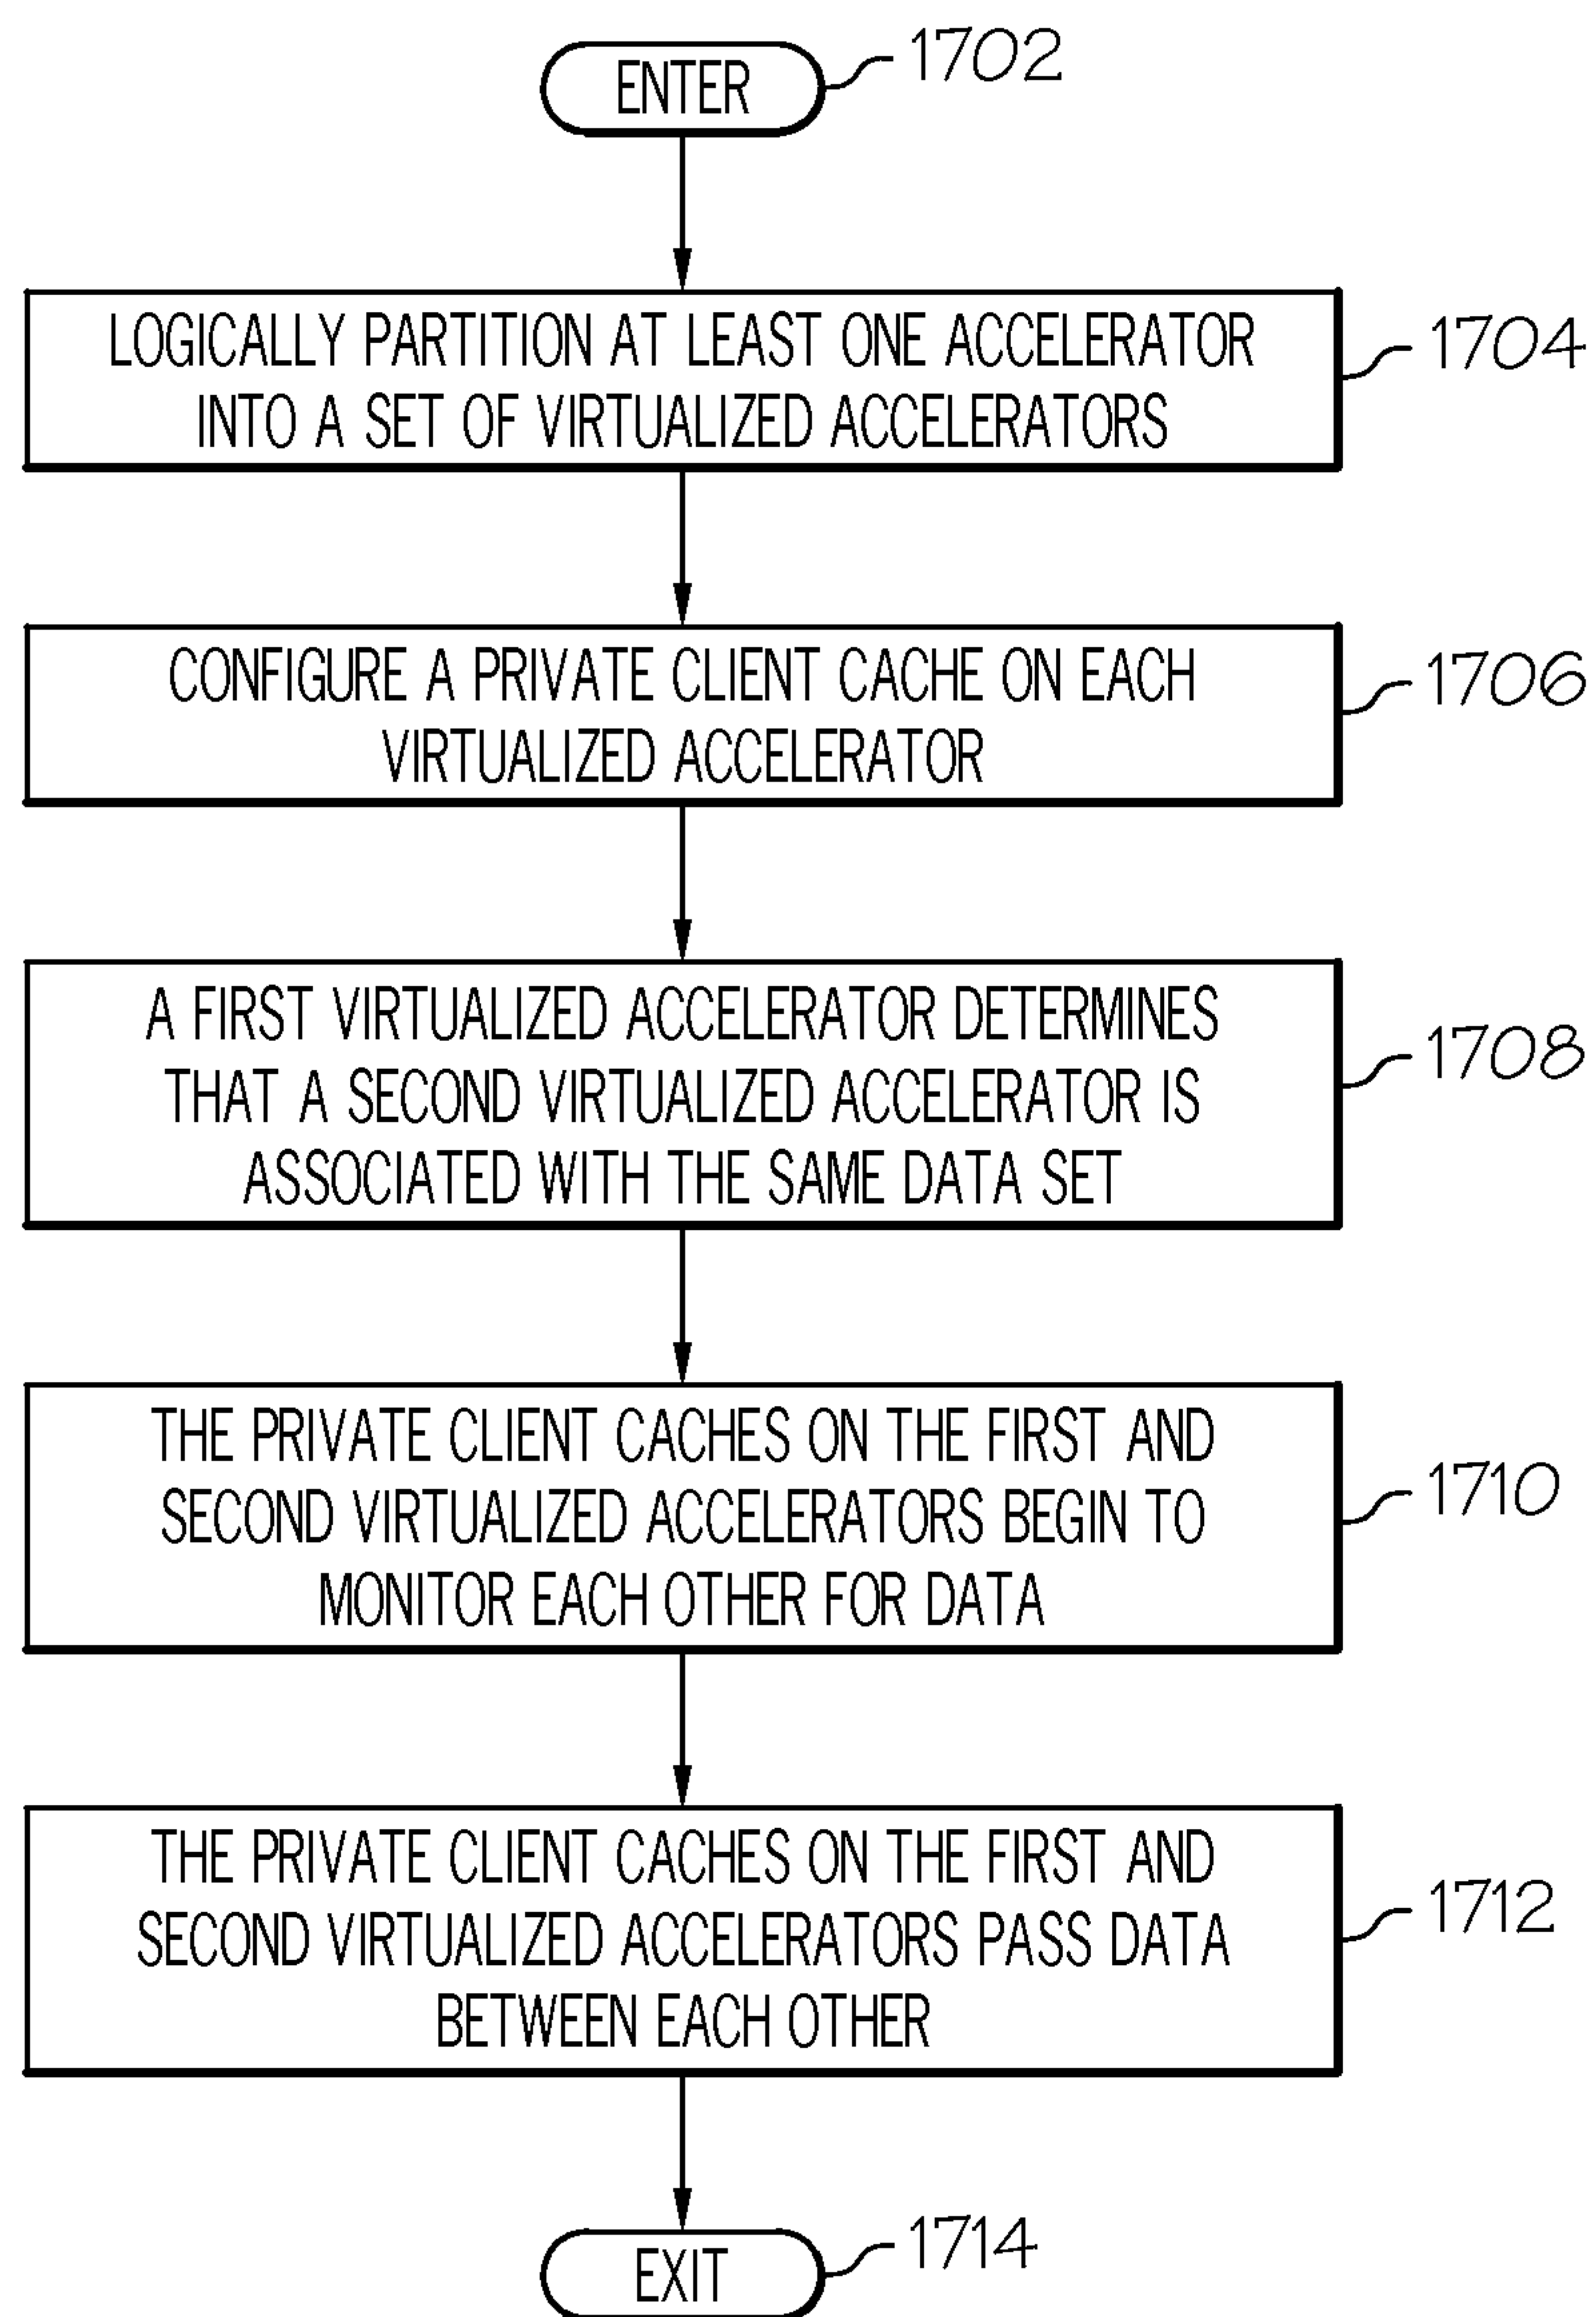 ENTER
1702
LOGICALLY PARTITION AT LEAST ONE ACCELERATOR
INTO A SET OF VIRTUALIZED ACCELERATORS
1704
CONFIGURE A PRIVATE CLIENT CACHE ON EACH
VIRTUALIZED ACCELERATOR
1706
A FIRST VIRTUALIZED ACCELERATOR DETERMINES
THAT A SECOND VIRTUALIZED ACCELERATOR IS
ASSOCIATED WITH THE SAME DATA SET
1708
THE PRIVATE CLIENT CACHES ON THE FIRST AND
SECOND VIRTUALIZED ACCELERATORS BEGIN TO
MONITOR EACH OTHER FOR DATA
1710
THE PRIVATE CLIENT CACHES ON THE FIRST AND
SECOND VIRTUALIZED ACCELERATORS PASS DATA
BETWEEN EACH OTHER
1712
EXIT
1714